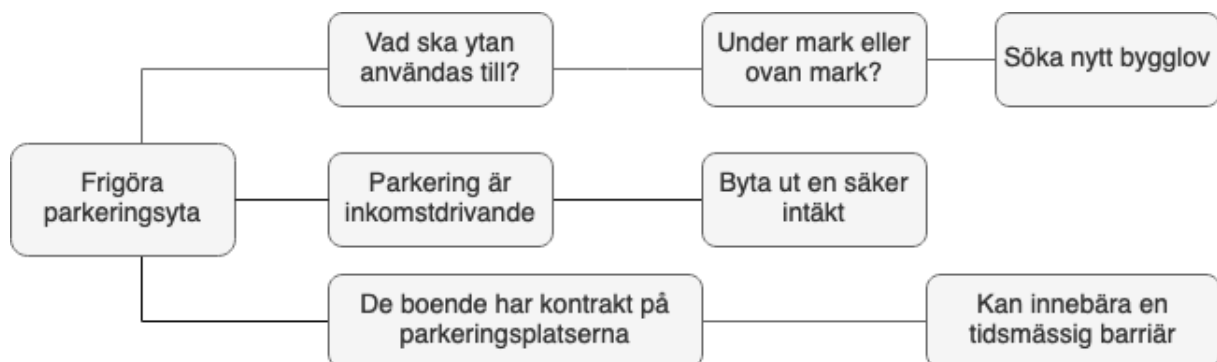 Vad ska ytan
användas till?
Under mark eller
ovan mark?
Söka nytt bygglov
Frigöra
parkeringsyta
Parkering är
inkomstdrivande
Byta ut en säker
intäkt
De boende har kontrakt på
parkeringsplatserna
Kan innebära en
tidsmässig barriär